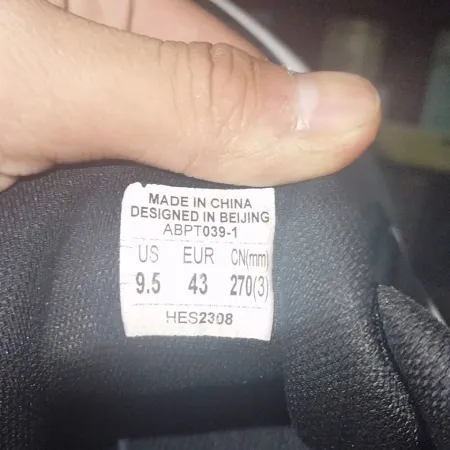 MADE IN CHINA
DESIGNED IN BEIJING
ABPT039-1
US EUR CN(mm)
9.5 43 270(3)
HES2308